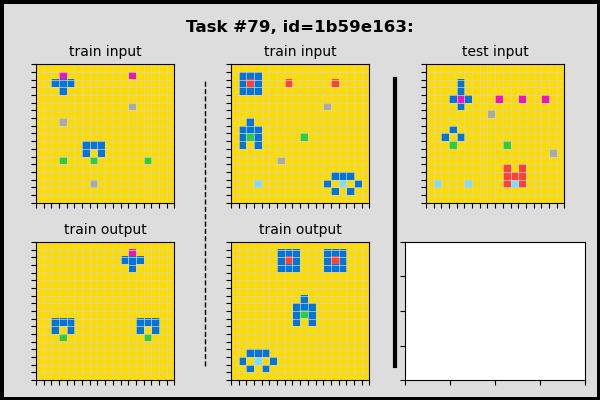 Task #79, id=1b59e163:
train input
train input
test input
train output
train output